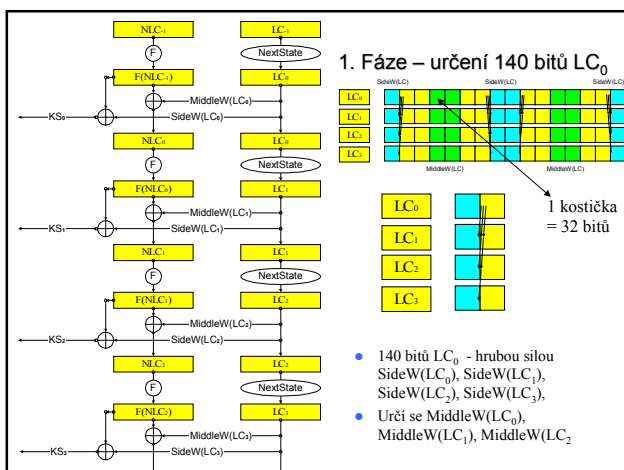 NLC-1
LC-1
F
NextState
F(NLC-1)
LC0
MiddleW(LC0)
KS0
SideW(LC0)
NLC0
LC0
F
NextState
F(NLC0)
LC1
MiddleW(LC1)
KS1
SideW(LC1)
NLC1
LC1
F
NextState
F(NLC1)
LC2
MiddleW(LC2)
KS2
SideW(LC2)
NLC2
LC2
F
NextState
F(NLC2)
LC3
MiddleW(LC3)
KS3
SideW(LC3)
1. Fáze – určení 140 bitů LC0
SideW(LC)
SideW(LC)
SideW(LC)
LC0
LC1
LC2
LC3
MiddleW(LC)
MiddleW(LC)
1 kostička
= 32 bitů
LC0
LC1
LC2
LC3
140 bitů LC0 - hrubou silou
SideW(LC0), SideW(LC1),
SideW(LC2), SideW(LC3),
Určí se MiddleW(LC0),
MiddleW(LC1), MiddleW(LC2